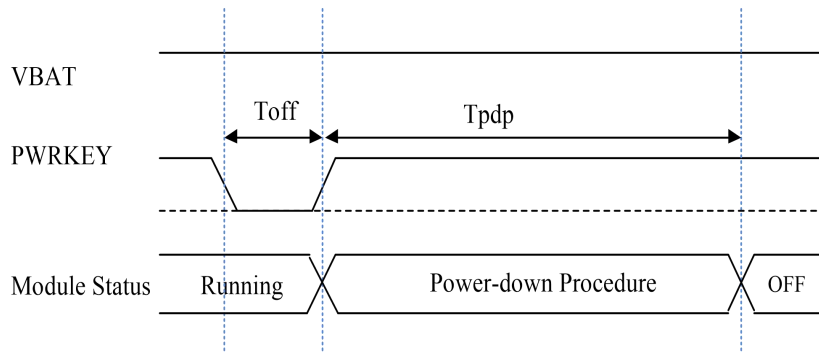 VBAT
Toff
Tpdp
PWRKEY
Module Status
Running
Power-down Procedure
OFF